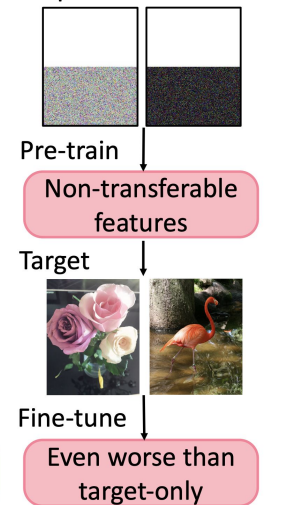 Pre-train
Non-transferable
features
Target
Fine-tune
Even worse than
target-only